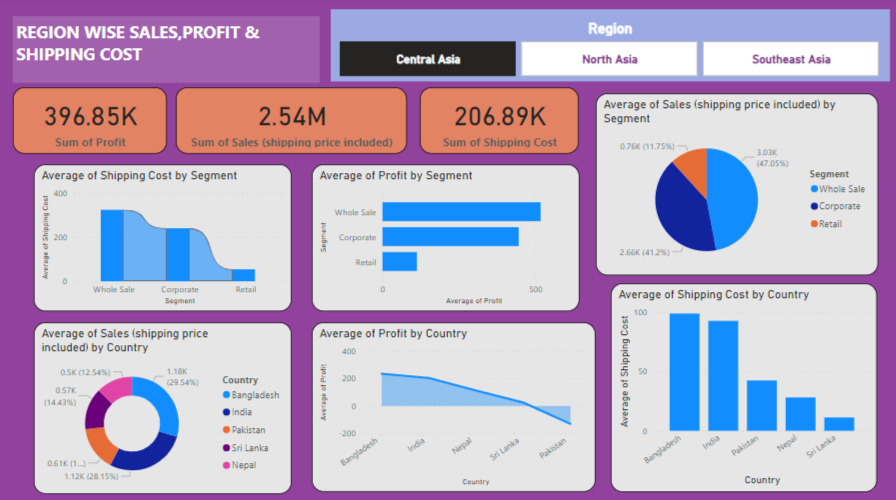 REGION WISE SALES,PROFIT &
SHIPPING COST
Region
Central Asia
North Asia
Southeast Asia
396.85K
Sum of Profit
2.54M
Sum of Sales (shipping price included)
206.89K
Sum of Shipping Cost
Average of Sales (shipping price included) by
Segment
0.76K (11.75%)
3.03K
(47.05%)
2.66K (41.2%)
Segment
Whole Sale
Corporate
Retail
Average of Shipping Cost by Segment
Average of Shipping Cost
400
200
0
Whole Sale
Corporate
Retail
Segment
Average of Profit by Segment
Segment
Whole Sale
Corporate
Retail
0
500
Average of Profit
Average of Sales (shipping price
included) by Country
0.5K (12.54%)
1.18K
(29.54%)
0.57K
(14.43%)
0.61K (1...)
1.12K (28.15%)
Country
Bangladesh
India
Pakistan
Sri Lanka
Nepal
Average of Profit by Country
Average of Profit
400
200
0
-200
Bangladesh
India
Nepal
Sri Lanka
Pakistan
Country
Average of Shipping Cost by Country
Average of Shipping Cost
100
50
0
Bangladesh
India
Pakistan
Nepal
Sri Lanka
Country